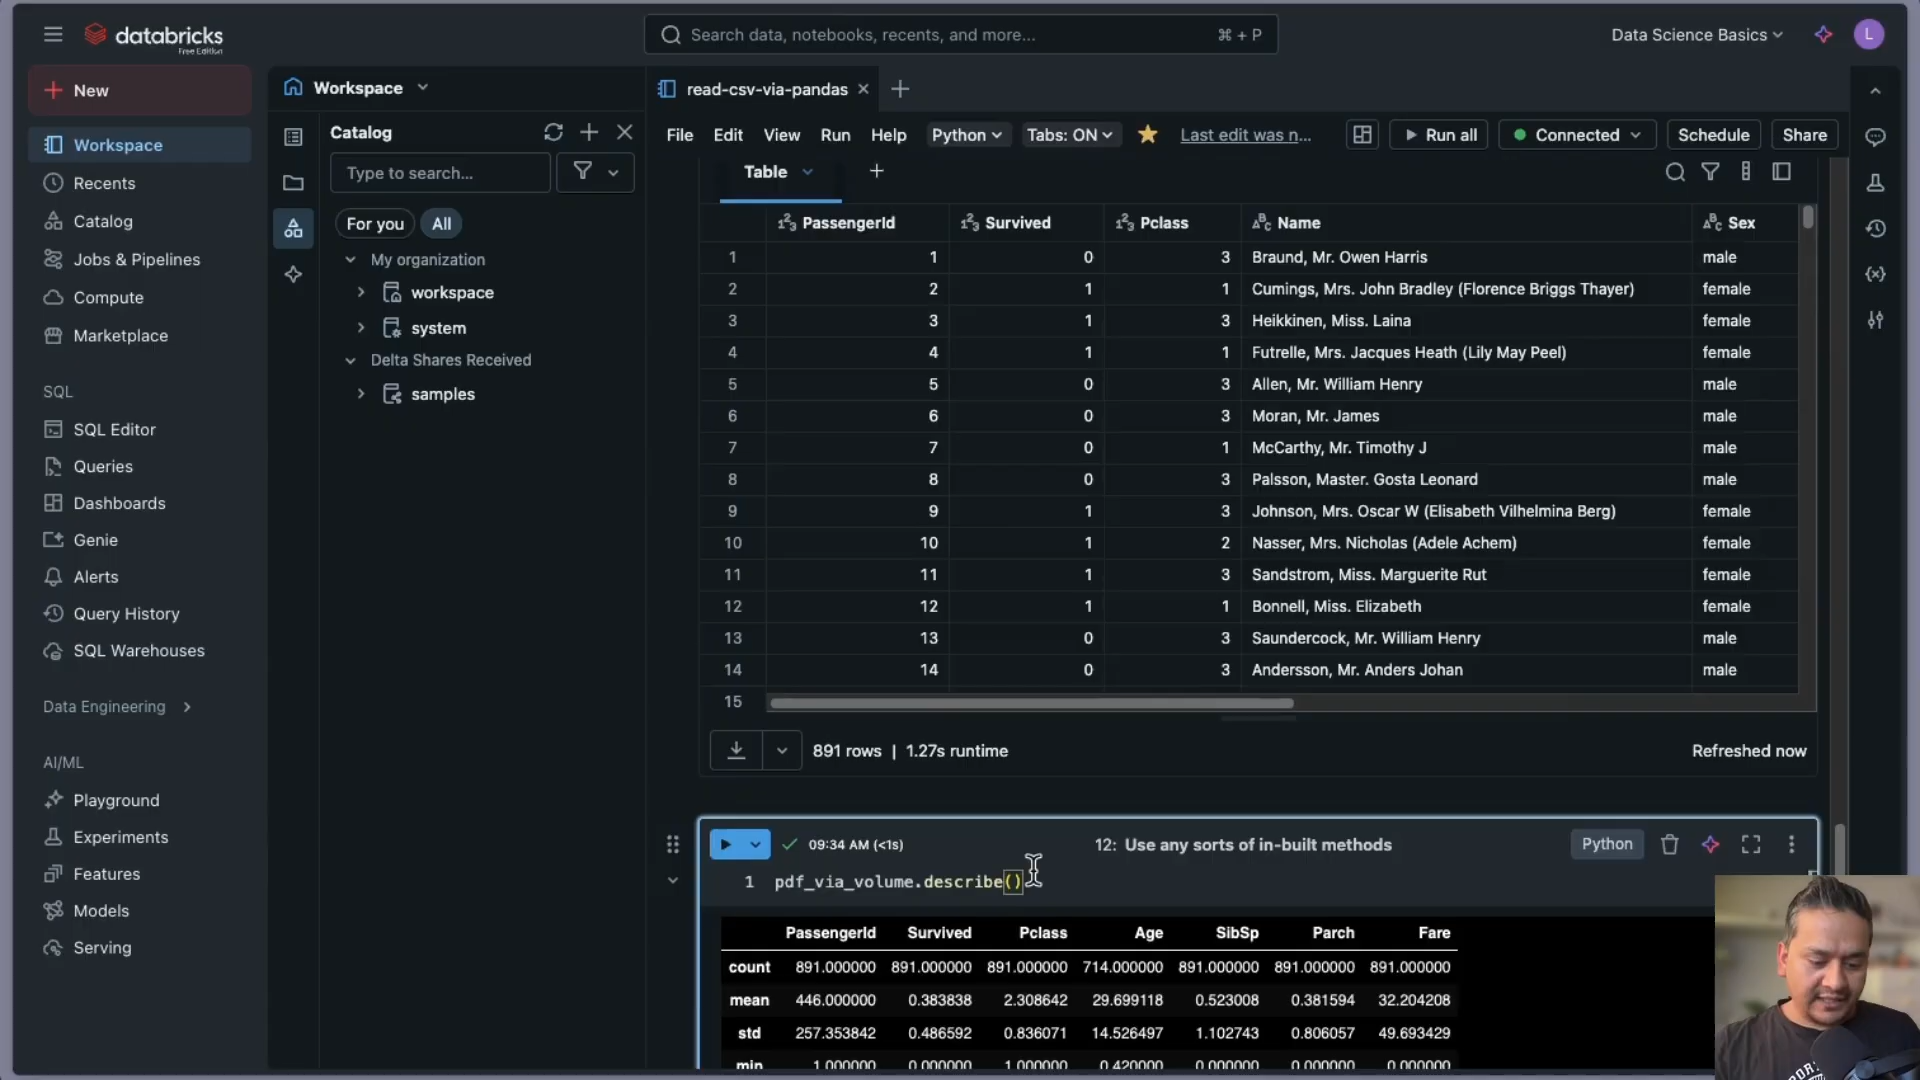 databricks
Free Edition
Search data, notebooks, recents, and more...
⌘ + P
Data Science Basics
L
New
Workspace
Recents
Catalog
Jobs & Pipelines
Compute
Marketplace
SQL
SQL Editor
Queries
Dashboards
Genie
Alerts
Query History
SQL Warehouses
Data Engineering
AI/ML
Playground
Experiments
Features
Models
Serving
Workspace
Catalog
Type to search...
For you All
My organization
workspace
system
Delta Shares Received
samples
read-csv-via-pandas
File Edit View Run Help Python Tabs: ON Last edit was n... Run all Connected Schedule Share
Table
PassengerId Survived Pclass Name Sex
1 1 0 3 Braund, Mr. Owen Harris male
2 2 1 1 Cumings, Mrs. John Bradley (Florence Briggs Thayer) female
3 3 1 3 Heikkinen, Miss. Laina female
4 4 1 1 Futrelle, Mrs. Jacques Heath (Lily May Peel) female
5 5 0 3 Allen, Mr. William Henry male
6 6 0 3 Moran, Mr. James male
7 7 0 1 McCarthy, Mr. Timothy J male
8 8 0 3 Palsson, Master. Gosta Leonard male
9 9 1 3 Johnson, Mrs. Oscar W (Elisabeth Vilhelmina Berg) female
10 10 1 2 Nasser, Mrs. Nicholas (Adele Achem) female
11 11 1 3 Sandstrom, Miss. Marguerite Rut female
12 12 1 1 Bonnell, Miss. Elizabeth female
13 13 0 3 Saundercock, Mr. William Henry male
14 14 0 3 Andersson, Mr. Anders Johan male
15
891 rows | 1.27s runtime
Refreshed now
09:34 AM (<1s)
12: Use any sorts of in-built methods
Python
1 pdf_via_volume.describe()
PassengerId Survived Pclass Age SibSp Parch Fare
count 891.000000 891.000000 891.000000 714.000000 891.000000 891.000000 891.000000
mean 446.000000 0.383838 2.308642 29.699118 0.523008 0.381594 32.204208
std 257.353842 0.486592 0.836071 14.526497 1.102743 0.806057 49.693429
min 1.000000 0.000000 1.000000 0.420000 0.000000 0.000000 0.000000